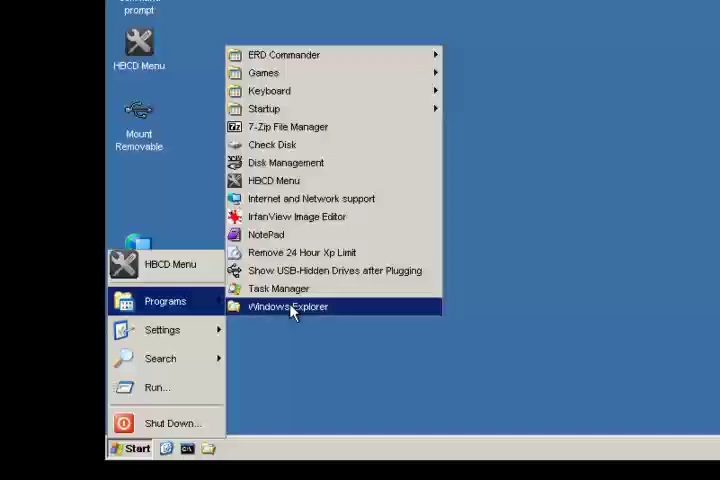 prompt
HBCD Menu
Mount
Removable
ERD Commander
Games
Keyboard
Startup
7-Zip File Manager
Check Disk
Disk Management
HBCD Menu
Internet and Network support
IrfanView Image Editor
NotePad
Remove 24 Hour Xp Limit
Show USB-Hidden Drives after Plugging
Task Manager
Windows Explorer
HBCD Menu
Programs
Settings
Search
Run...
Shut Down...
Start